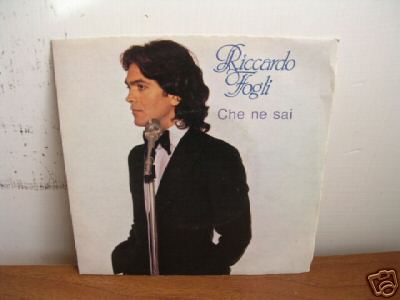 Riccardo
Fogli
Che ne sai